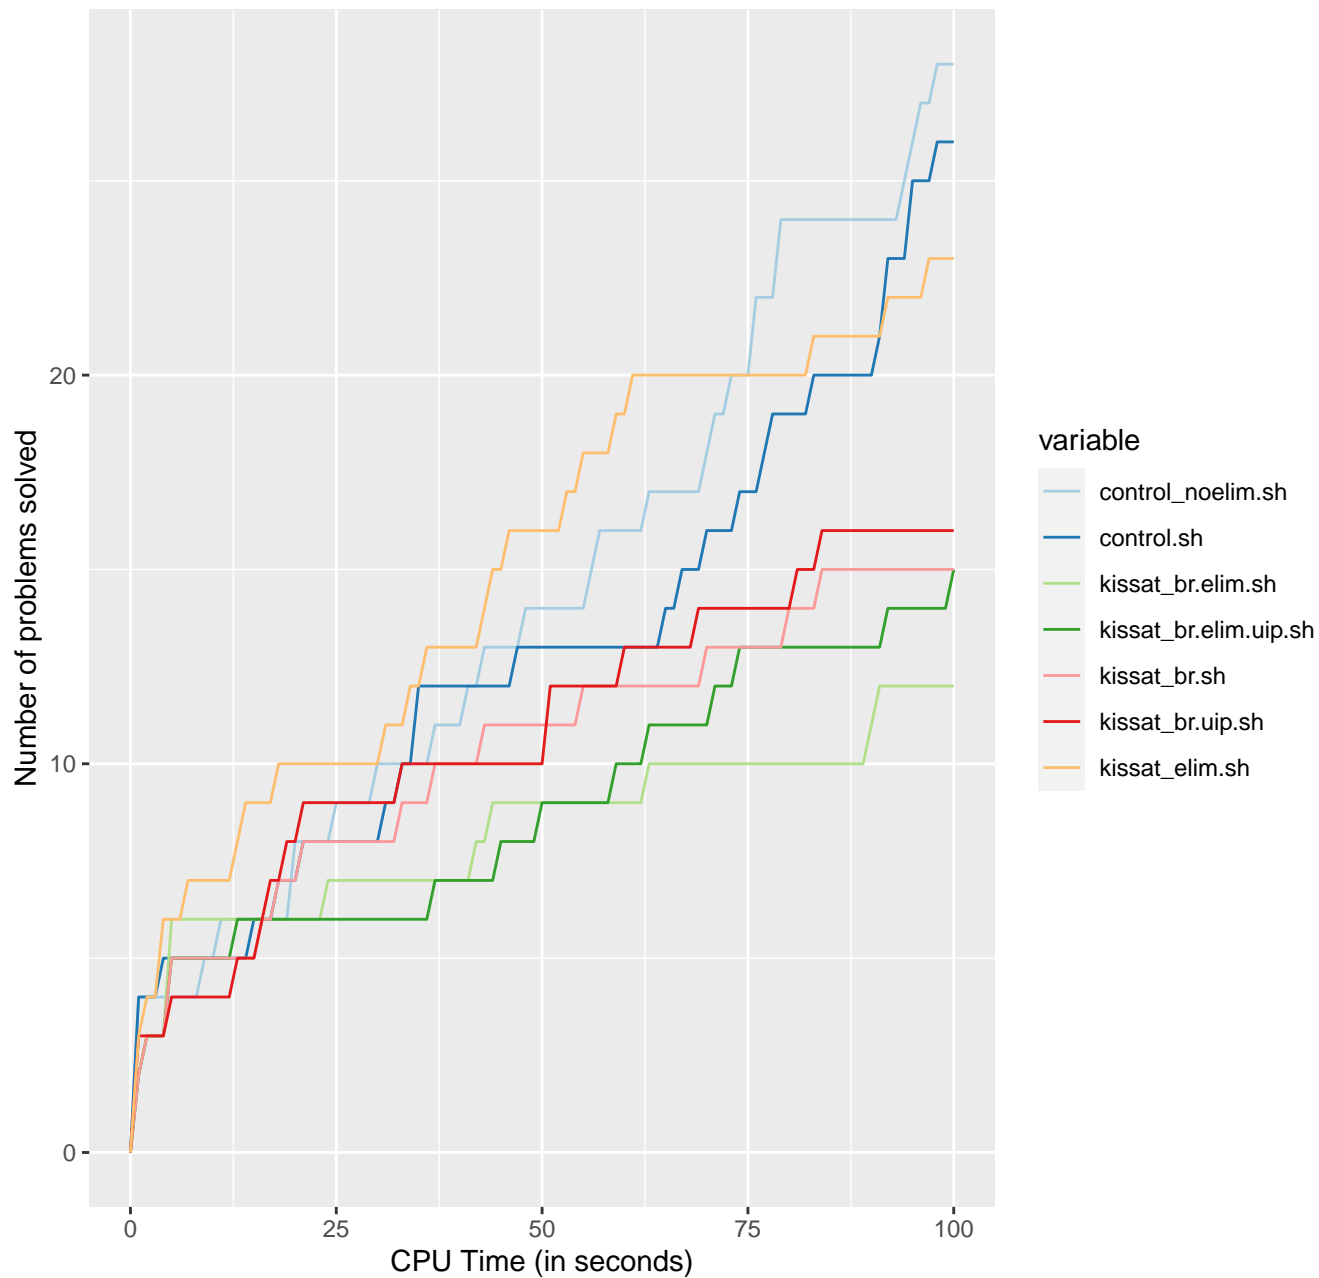 Number of problems solved
20
10
0
0 25 50 75 100
CPU Time (in seconds)
variable
control_noelim.sh
control.sh
kissat_br.elim.sh
kissat_br.elim.uip.sh
kissat_br.sh
kissat_br.uip.sh
kissat_elim.sh